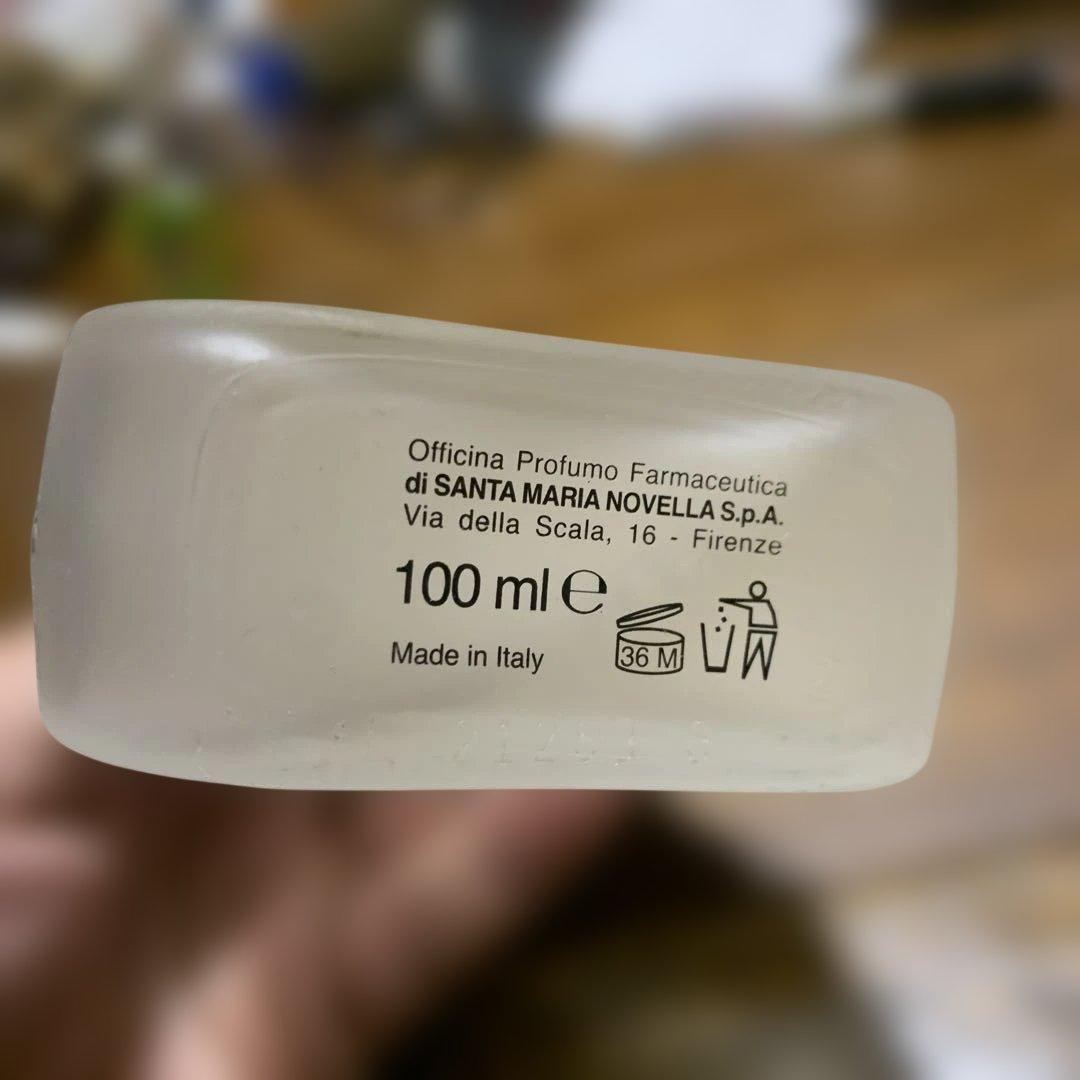 Officina Profumo Farmaceutica
di SANTA MARIA NOVELLA S.p.A.
Via della Scala, 16 - Firenze
100 ml ℮
36 M
Made in Italy